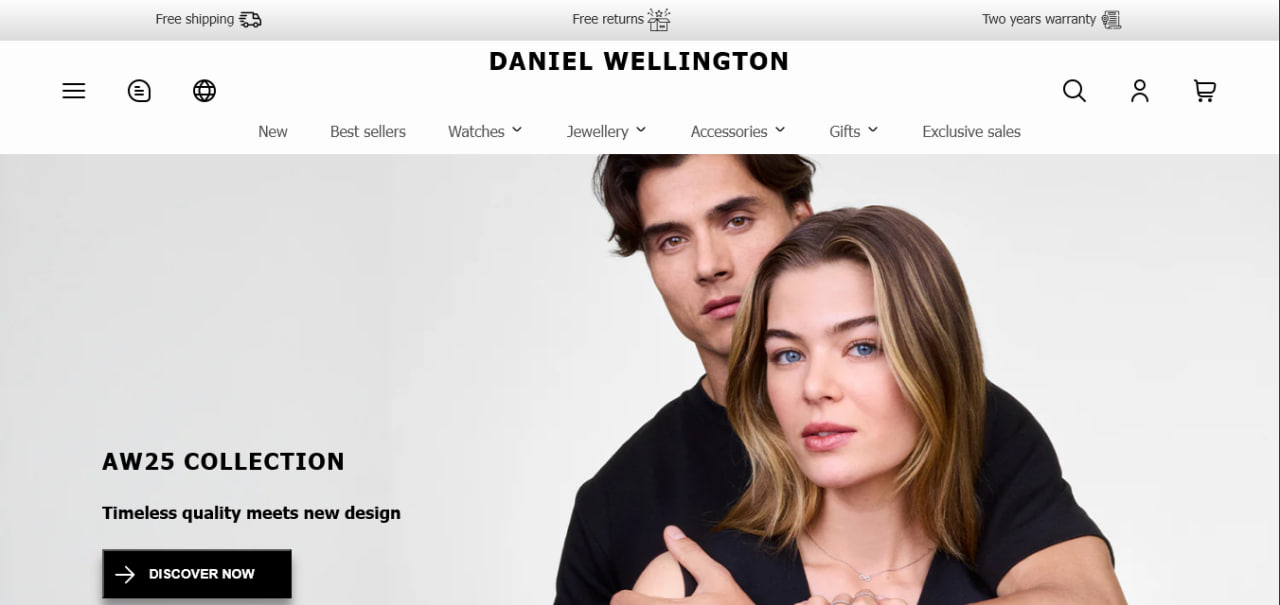 Free shipping
Free returns
Two years warranty
DANIEL WELLINGTON
New
Best sellers
Watches
Jewellery
Accessories
Gifts
Exclusive sales
AW25 COLLECTION
Timeless quality meets new design
DISCOVER NOW